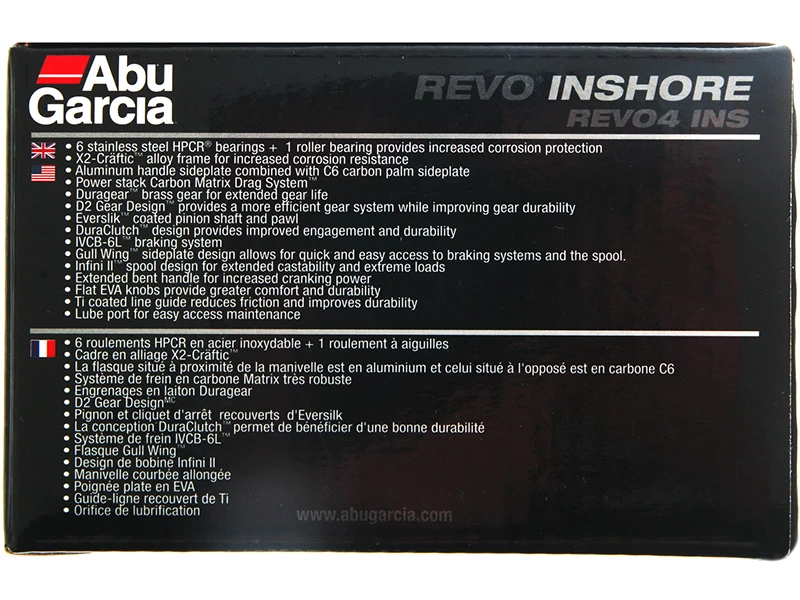 Abu
Garcia
REVO INSHORE
REVO4 INS
• 6 stainless steel HPCR® bearings + 1 roller bearing provides increased corrosion protection
• X2-Cräftic™ alloy frame for increased corrosion resistance
• Aluminum handle sideplate combined with C6 carbon palm sideplate
• Power stack Carbon Matrix Drag System™
• Duragear™ brass gear for extended gear life
• D2 Gear Design™ provides a more efficient gear system while improving gear durability
• Everslik™ coated pinion shaft and pawl
• DuraClutch™ design provides improved engagement and durability
• IVCB-6L™ braking system
• Gull Wing™ sideplate design allows for quick and easy access to braking systems and the spool.
• Infini II™ spool design for extended castability and extreme loads
• Extended bent handle for increased cranking power
• Flat EVA knobs provide greater comfort and durability
• Ti coated line guide reduces friction and improves durability
• Lube port for easy access maintenance
• 6 roulements HPCR en acier inoxydable + 1 roulement à aiguilles
• Cadre en alliage X2-Cräftic™
• La flasque situé à proximité de la manivelle est en aluminium et celui situé à l'opposé est en carbone C6
• Système de frein en carbone Matrix très robuste
• Engrenages en laiton Duragear
• D2 Gear Design™ᶜ
• Pignon et cliquet d'arrêt recouverts d'Everslik
• La conception DuraClutch™ permet de bénéficier d'une bonne durabilité
• Système de frein IVCB-6L™
• Flasque Gull Wing™
• Design de bobine Infini II
• Manivelle courbée allongée
• Poignée plate en EVA
• Guide-ligne recouvert de Ti
• Orifice de lubrification
www.abugarcia.com